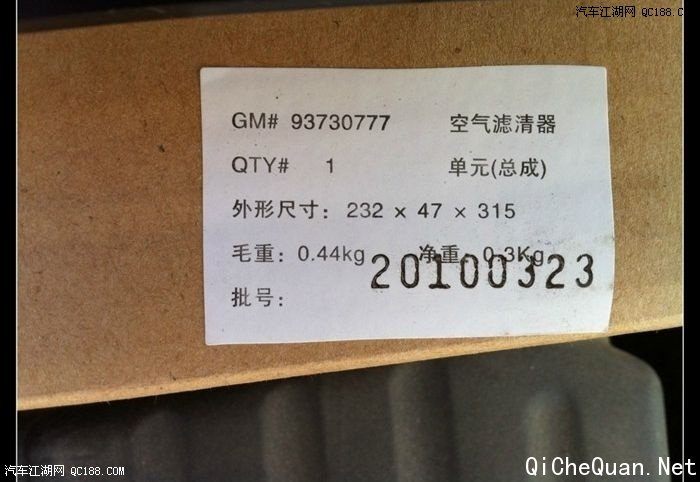 汽车江湖网 QC188.COM
GM# 93730777 空气滤清器
QTY# 1 单元(总成)
外形尺寸: 232 × 47 × 315
毛重: 0.44kg 净重: 0.3Kg
20100323
批号:
汽车江湖网 QC188.COM
QiCheQuan.Net